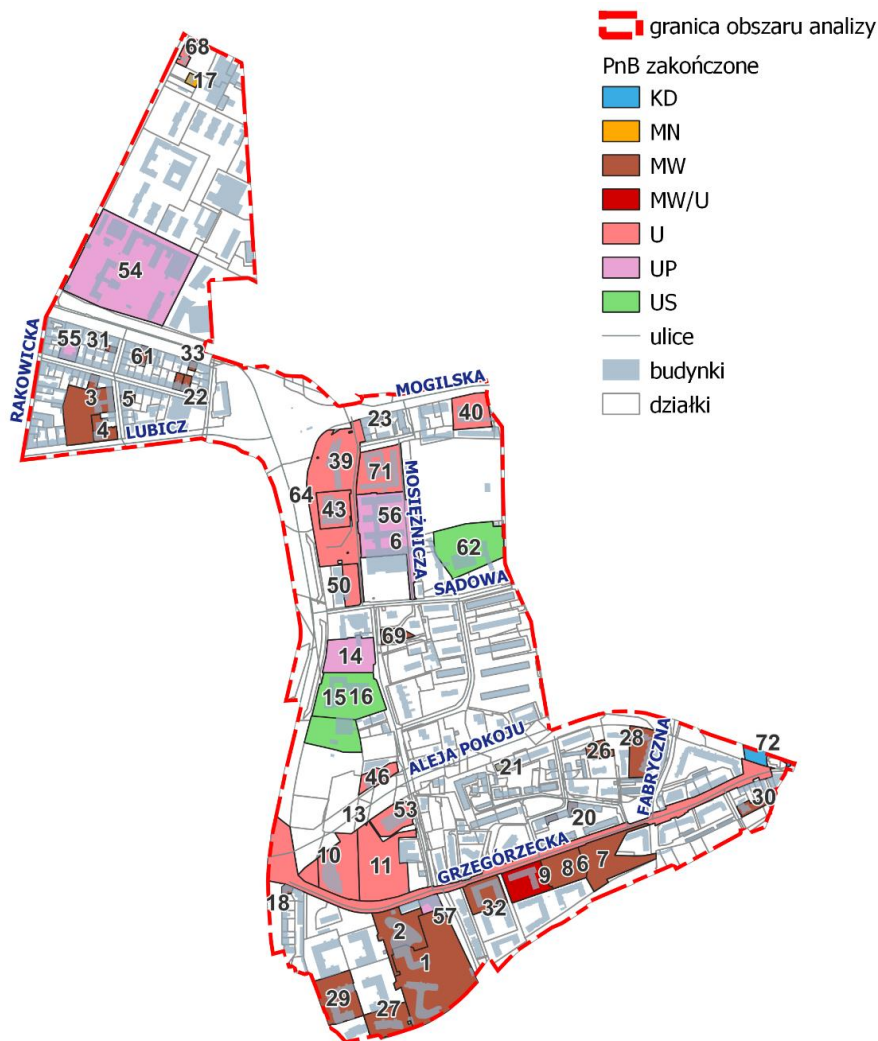 granica obszaru analizy
PnB zakończone
KD
MN
MW
MW/U
U
UP
US
ulice
budynki
działki
68
17
54
RAKOWICKA
55 31
61
33
3
5
22
4
LUBICZ
MOGILSKA
23
40
39
71
64
43
MOSIĘŻNICZA
56
6
62
50
SĄDOWA
69
14
15 16
ALEJA POKOJU
28
72
26
46
21
FABRYCZNA
30
13
53
20
GRZEGÓRZECKA
10
11
9 8 6 7
18
32
57
2
1
29
27